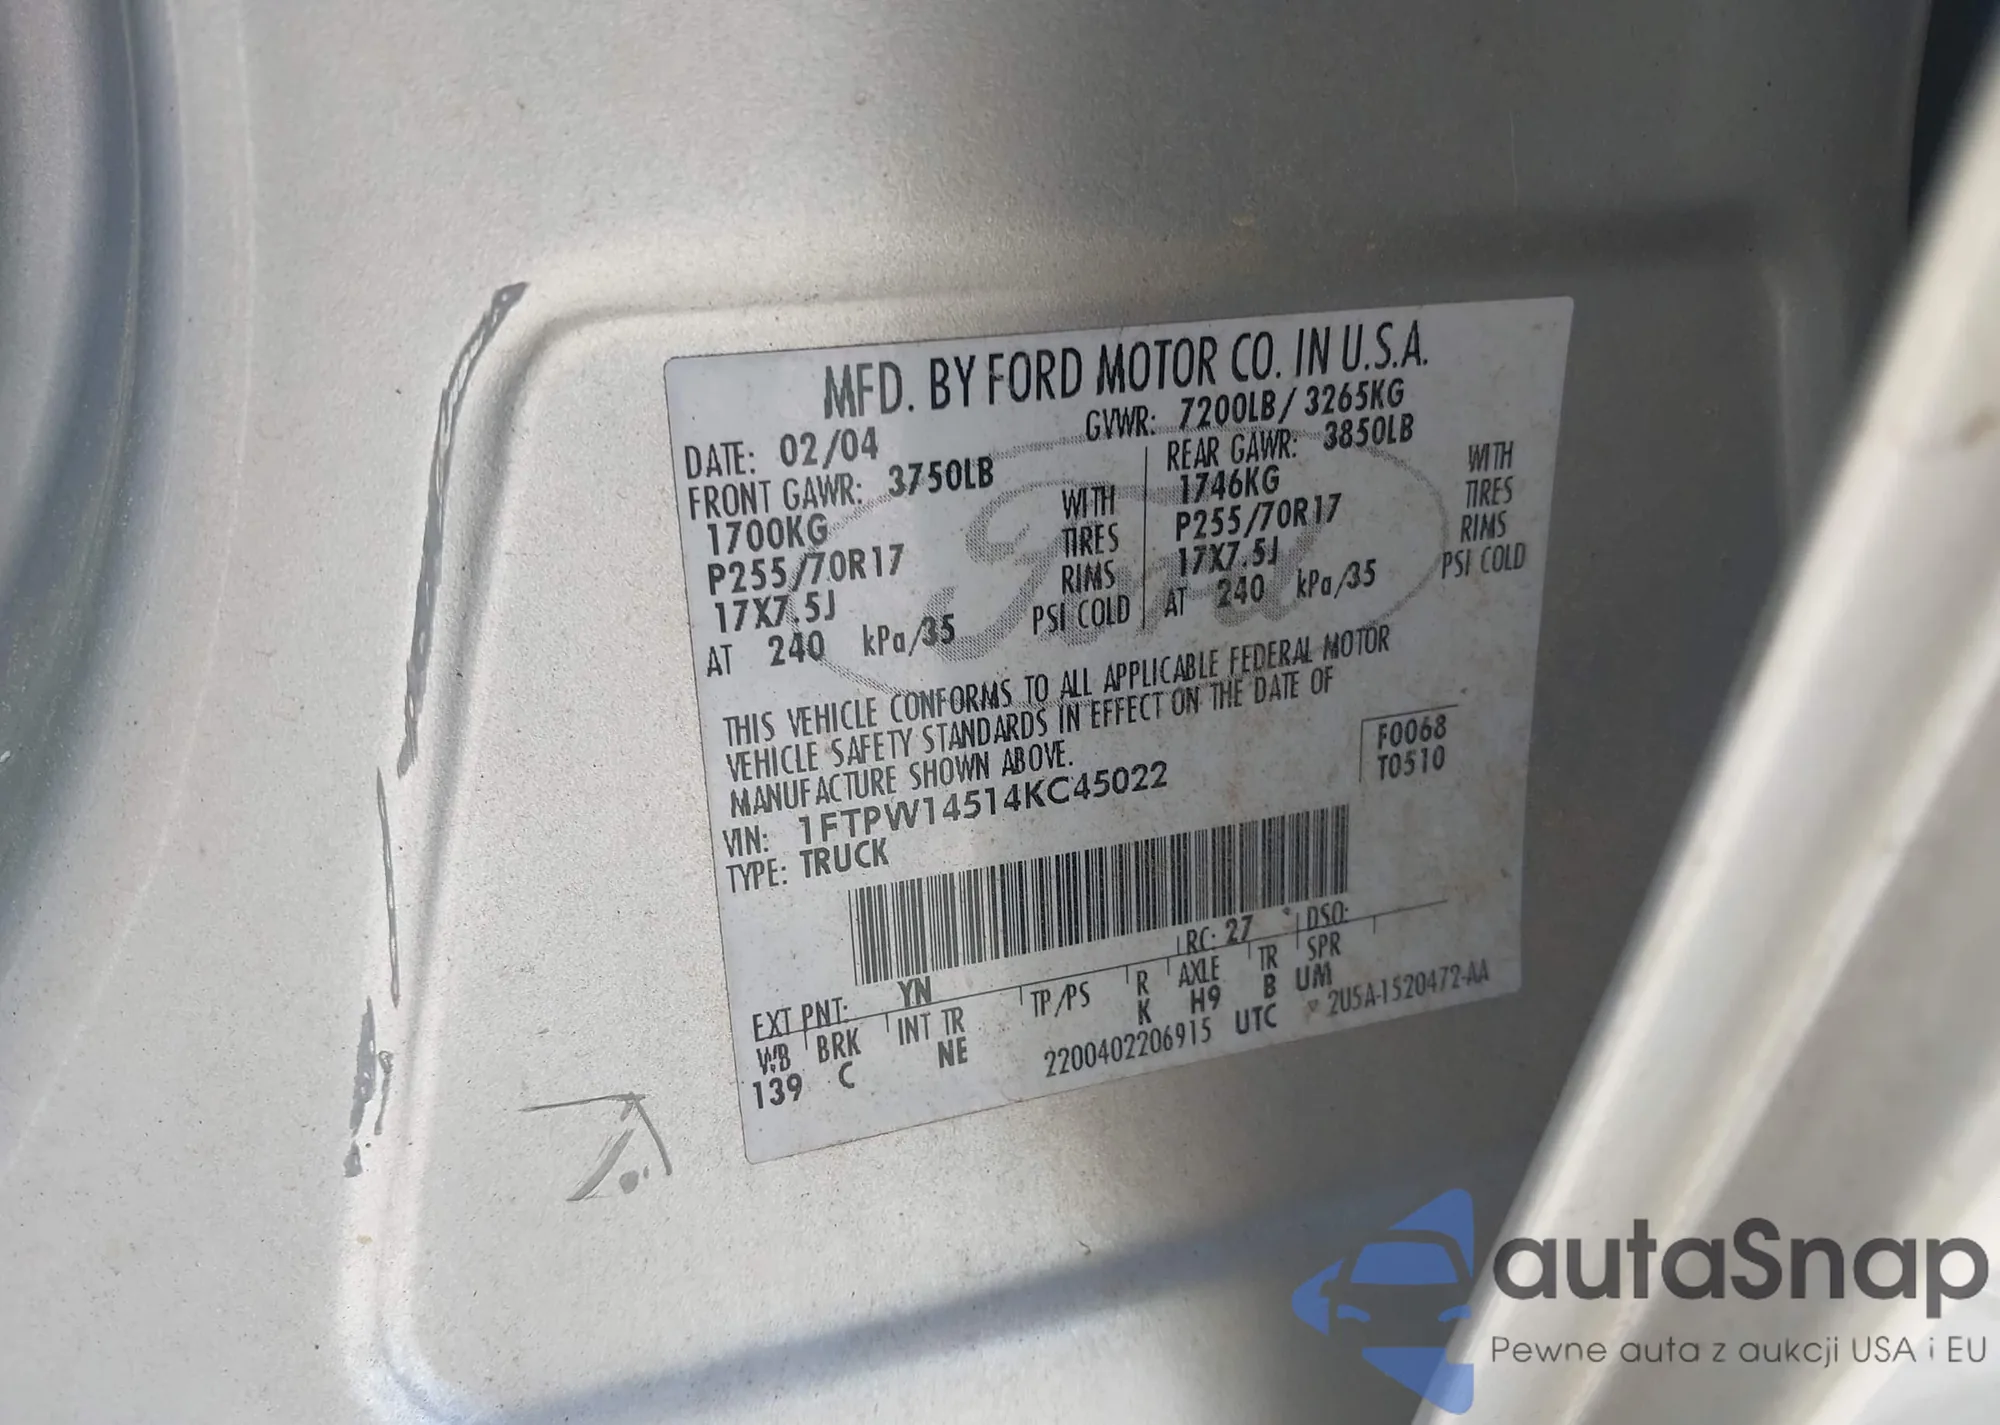 MFD. BY FORD MOTOR CO. IN U.S.A.
DATE: 02/04 GVWR: 7200LB / 3265KG
FRONT GAWR: 3750LB REAR GAWR: 3850LB
1700KG WITH 1746KG WITH
P255/70R17 TIRES P255/70R17 TIRES
17X7.5J RIMS 17X7.5J RIMS
AT 240 kPa/35 PSI COLD AT 240 kPa/35 PSI COLD
Ford
THIS VEHICLE CONFORMS TO ALL APPLICABLE FEDERAL MOTOR
VEHICLE SAFETY STANDARDS IN EFFECT ON THE DATE OF
MANUFACTURE SHOWN ABOVE.
F0068
T0510
VIN: 1FTPW14514KC45022
TYPE: TRUCK
EXT PNT: YN RC: 27 DSO:
WB BRK INT TR TP/PS R AXLE TR SPR
139 C NE K H9 B UM
2200402206915 UTC 2U5A-1520472-AA
autaSnap
Pewne auta z aukcji USA i EU